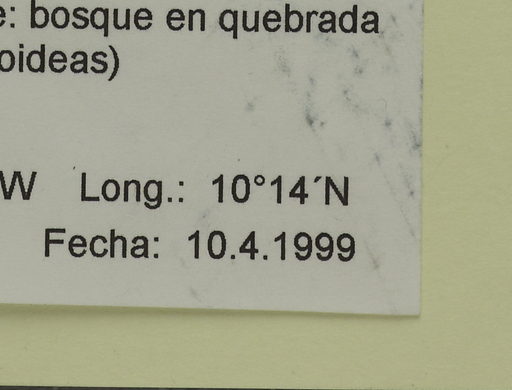 e: bosque en quebrada
oideas)
W Long.: 10°14´N
Fecha: 10.4.1999